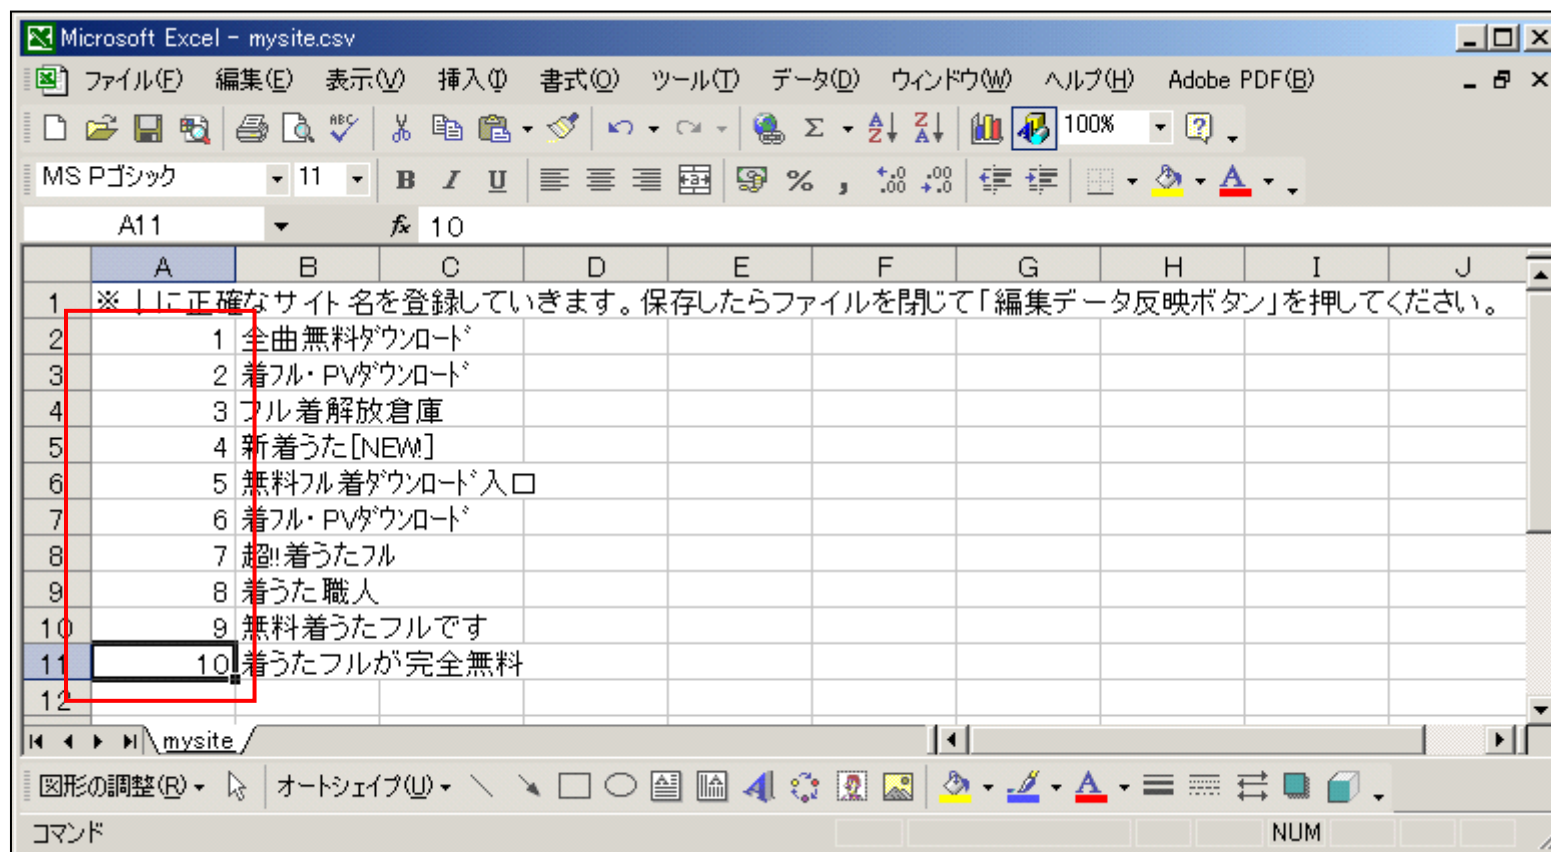 Microsoft Excel - mysite.csv
ファイル(F) 編集(E) 表示(V) 挿入(I) 書式(O) ツール(T) データ(D) ウィンドウ(W) ヘルプ(H) Adobe PDF(B)
100%
MS Pゴシック 11 B I U
A11 fx 10
A B C D E F G H I J
1 ※↓に正確なサイト名を登録していきます。保存したらファイルを閉じて「編集データ反映ボタン」を押してください。
2 1 全曲無料ﾀﾞｳﾝﾛｰﾄﾞ
3 2 着ﾌﾙ・PVﾀﾞｳﾝﾛｰﾄﾞ
4 3 フル着解放倉庫
5 4 新着うた[NEW!]
6 5 無料ﾌﾙ着ﾀﾞｳﾝﾛｰﾄﾞ入口
7 6 着ﾌﾙ・PVﾀﾞｳﾝﾛｰﾄﾞ
8 7 超!!着うたﾌﾙ
9 8 着うた職人
10 9 無料着うたフルです
11 10 着うたフルが完全無料
12
mysite
図形の調整(R) オートシェイプ(U)
コマンド NUM